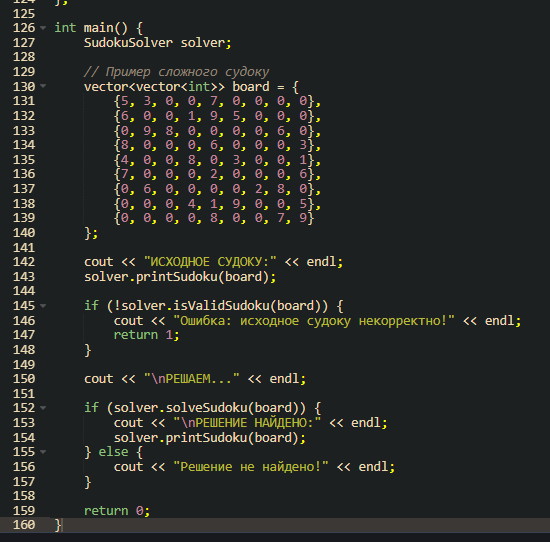 124 };
125
126 int main() {
127 SudokuSolver solver;
128
129 // Пример сложного судоку
130 vector<vector<int>> board = {
131 {5, 3, 0, 0, 7, 0, 0, 0, 0},
132 {6, 0, 0, 1, 9, 5, 0, 0, 0},
133 {0, 9, 8, 0, 0, 0, 0, 6, 0},
134 {8, 0, 0, 0, 6, 0, 0, 0, 3},
135 {4, 0, 0, 8, 0, 3, 0, 0, 1},
136 {7, 0, 0, 0, 2, 0, 0, 0, 6},
137 {0, 6, 0, 0, 0, 0, 2, 8, 0},
138 {0, 0, 0, 4, 1, 9, 0, 0, 5},
139 {0, 0, 0, 0, 8, 0, 0, 7, 9}
140 };
141
142 cout << "ИСХОДНОЕ СУДОКУ:" << endl;
143 solver.printSudoku(board);
144
145 if (!solver.isValidSudoku(board)) {
146 cout << "Ошибка: исходное судоку некорректно!" << endl;
147 return 1;
148 }
149
150 cout << "\nРЕШАЕМ..." << endl;
151
152 if (solver.solveSudoku(board)) {
153 cout << "\nРЕШЕНИЕ НАЙДЕНО:" << endl;
154 solver.printSudoku(board);
155 } else {
156 cout << "Решение не найдено!" << endl;
157 }
158
159 return 0;
160 }